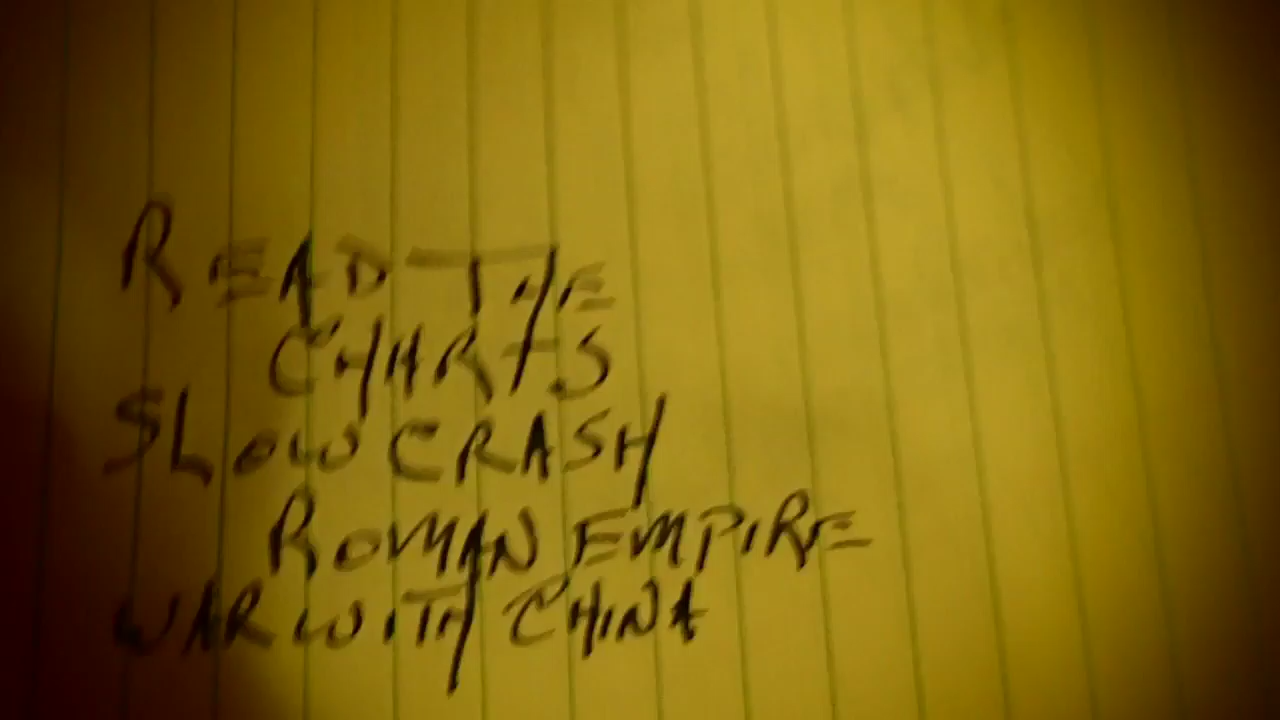 READ THE
CHARTS
SLOW CRASH
ROMAN EMPIRE
WAR WITH CHINA